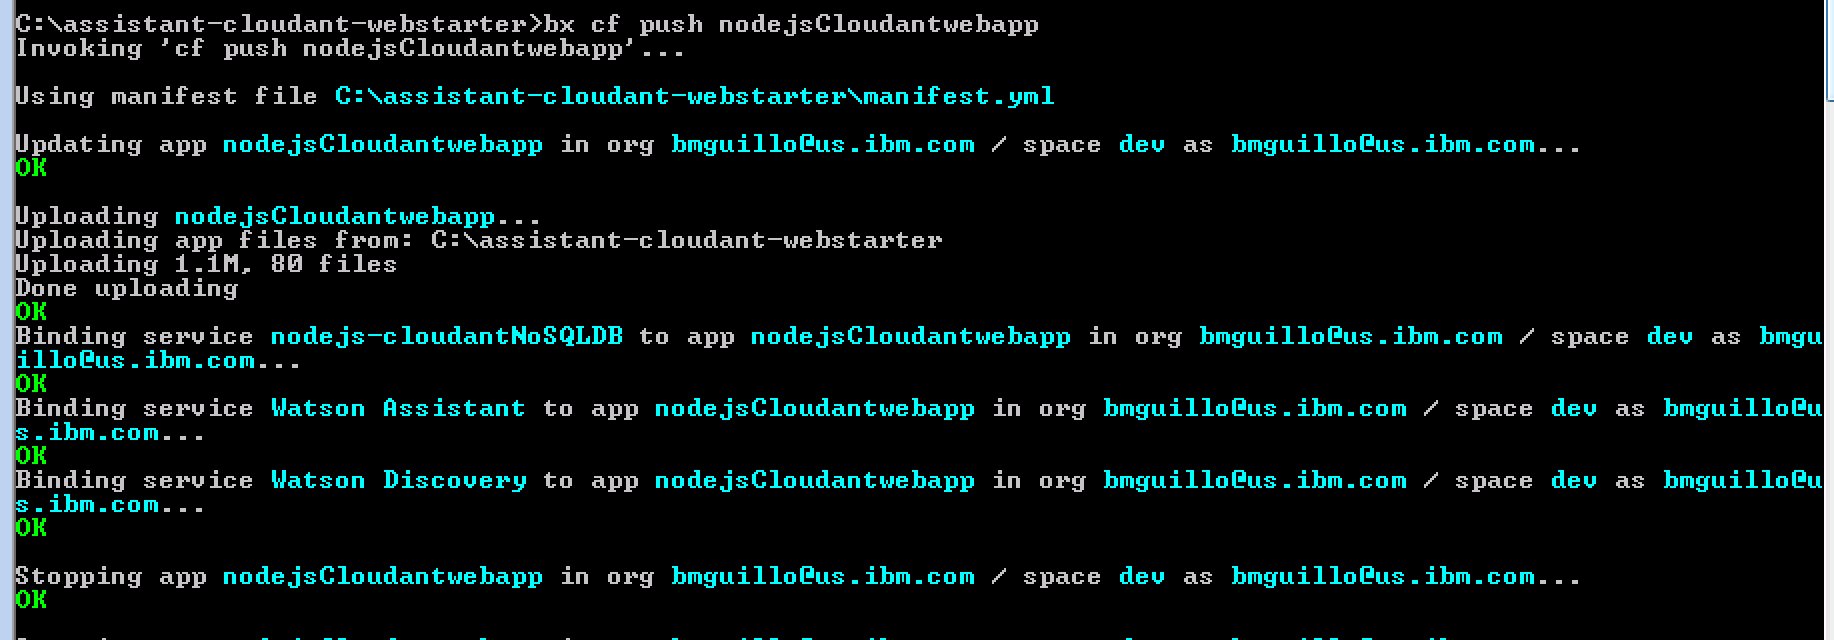 C:\assistant-cloudant-webstarter>bx cf push nodejsCloudantwebapp
Invoking 'cf push nodejsCloudantwebapp'...
Using manifest file C:\assistant-cloudant-webstarter\manifest.yml
Updating app nodejsCloudantwebapp in org bmguillo@us.ibm.com / space dev as bmguillo@us.ibm.com...
OK
Uploading nodejsCloudantwebapp...
Uploading app files from: C:\assistant-cloudant-webstarter
Uploading 1.1M, 80 files
Done uploading
OK
Binding service nodejs-cloudantNoSQLDB to app nodejsCloudantwebapp in org bmguillo@us.ibm.com / space dev as bmgu
illo@us.ibm.com...
OK
Binding service Watson Assistant to app nodejsCloudantwebapp in org bmguillo@us.ibm.com / space dev as bmguillo@u
s.ibm.com...
OK
Binding service Watson Discovery to app nodejsCloudantwebapp in org bmguillo@us.ibm.com / space dev as bmguillo@u
s.ibm.com...
OK
Stopping app nodejsCloudantwebapp in org bmguillo@us.ibm.com / space dev as bmguillo@us.ibm.com...
OK